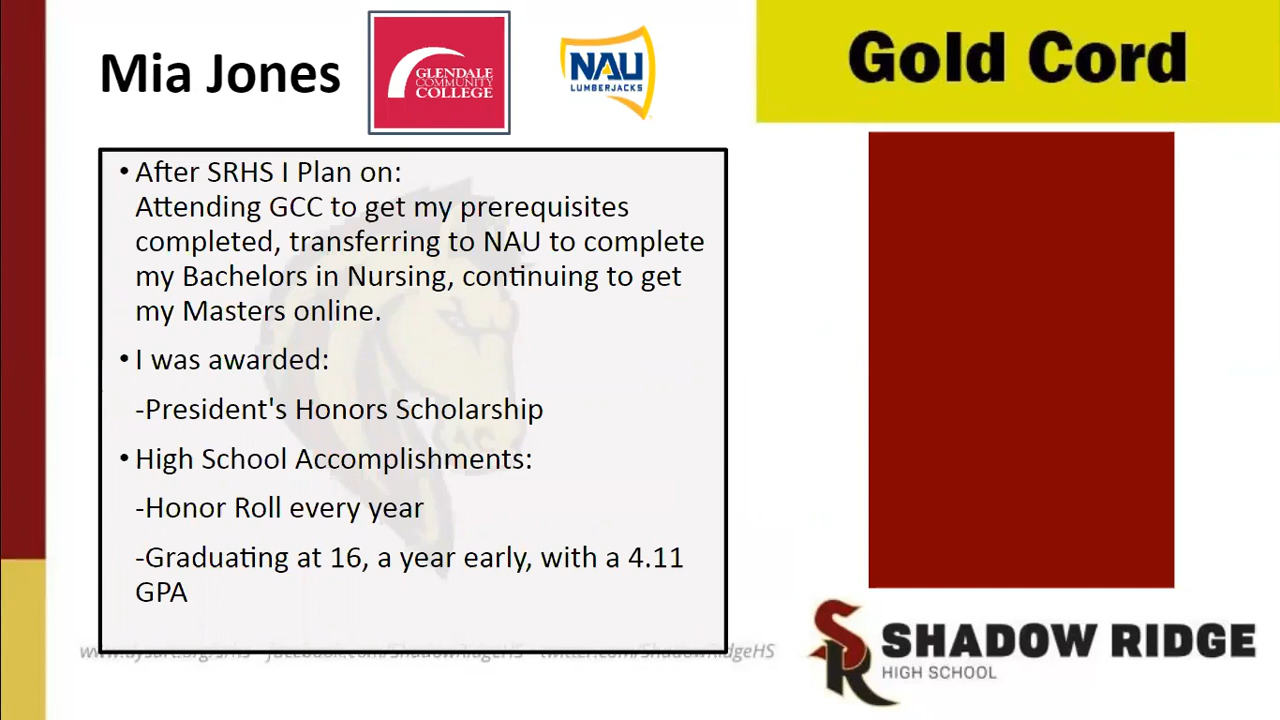 Mia Jones
GLENDALE
COMMUNITY
COLLEGE
NAU
LUMBERJACKS
Gold Cord
• After SRHS I Plan on:
Attending GCC to get my prerequisites
completed, transferring to NAU to complete
my Bachelors in Nursing, continuing to get
my Masters online.
• I was awarded:
-President's Honors Scholarship
• High School Accomplishments:
-Honor Roll every year
-Graduating at 16, a year early, with a 4.11
GPA
SR
SHADOW RIDGE
HIGH SCHOOL